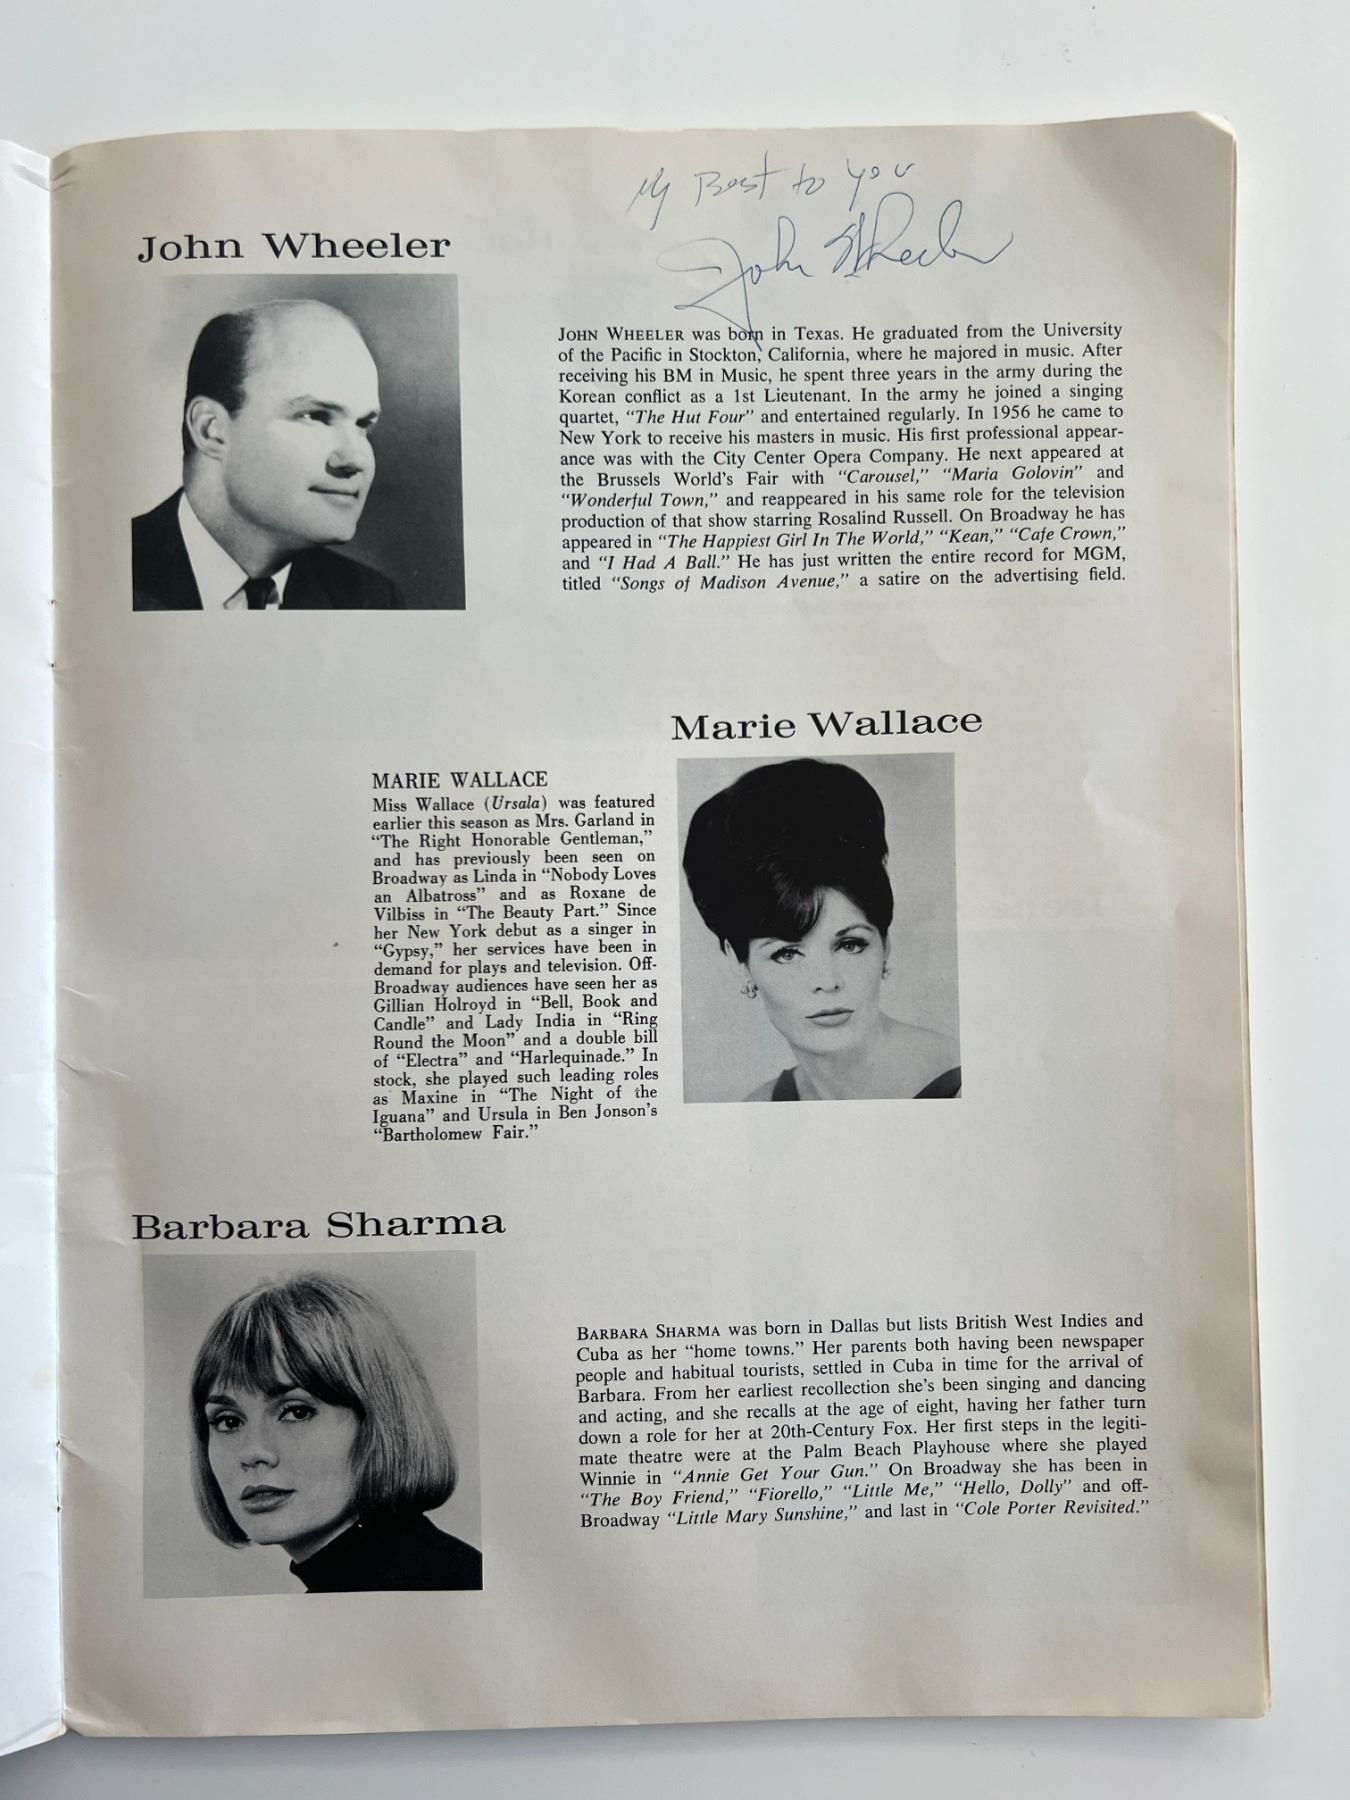 My Best to you
John Wheeler
John Wheeler
JOHN WHEELER was born in Texas. He graduated from the University
of the Pacific in Stockton, California, where he majored in music. After
receiving his BM in Music, he spent three years in the army during the
Korean conflict as a 1st Lieutenant. In the army he joined a singing
quartet, "The Hut Four" and entertained regularly. In 1956 he came to
New York to receive his masters in music. His first professional appear-
ance was with the City Center Opera Company. He next appeared at
the Brussels World's Fair with "Carousel," "Maria Golovin" and
"Wonderful Town," and reappeared in his same role for the television
production of that show starring Rosalind Russell. On Broadway he has
appeared in "The Happiest Girl In The World," "Kean," "Cafe Crown,"
and "I Had A Ball." He has just written the entire record for MGM,
titled "Songs of Madison Avenue," a satire on the advertising field.
Marie Wallace
MARIE WALLACE
Miss Wallace (Ursala) was featured
earlier this season as Mrs. Garland in
"The Right Honorable Gentleman,"
and has previously been seen on
Broadway as Linda in "Nobody Loves
an Albatross" and as Roxane de
Vilbiss in "The Beauty Part." Since
her New York debut as a singer in
"Gypsy," her services have been in
demand for plays and television. Off-
Broadway audiences have seen her as
Gillian Holroyd in "Bell, Book and
Candle" and Lady India in "Ring
Round the Moon" and a double bill
of "Electra" and "Harlequinade." In
stock, she played such leading roles
as Maxine in "The Night of the
Iguana" and Ursula in Ben Jonson's
"Bartholomew Fair."
Barbara Sharma
BARBARA SHARMA was born in Dallas but lists British West Indies and
Cuba as her "home towns." Her parents both having been newspaper
people and habitual tourists, settled in Cuba in time for the arrival of
Barbara. From her earliest recollection she's been singing and dancing
and acting, and she recalls at the age of eight, having her father turn
down a role for her at 20th-Century Fox. Her first steps in the legiti-
mate theatre were at the Palm Beach Playhouse where she played
Winnie in "Annie Get Your Gun." On Broadway she has been in
"The Boy Friend," "Fiorello," "Little Me," "Hello, Dolly" and off-
Broadway "Little Mary Sunshine," and last in "Cole Porter Revisited."